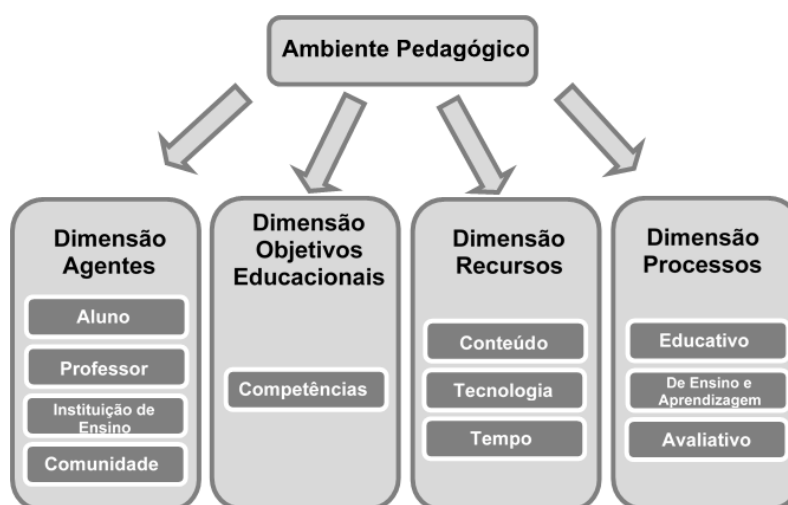 Ambiente Pedagógico
Dimensão
Agentes
Aluno
Professor
Instituição de
Ensino
Comunidade
Dimensão
Objetivos
Educacionais
Competências
Dimensão
Recursos
Conteúdo
Tecnologia
Tempo
Dimensão
Processos
Educativo
De Ensino e
Aprendizagem
Avaliativo